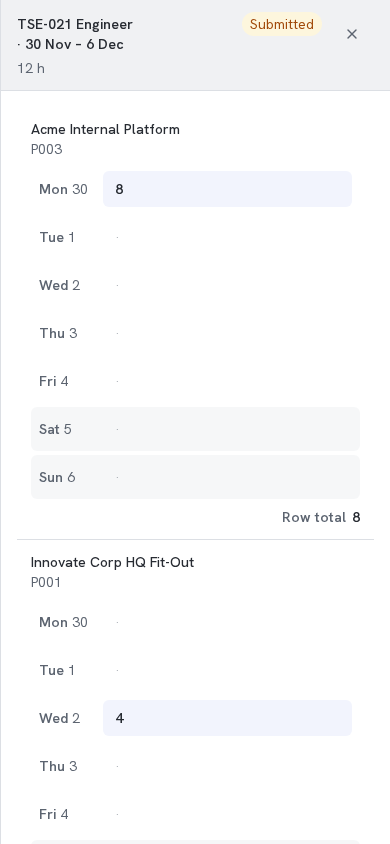 TSE-021 Engineer
· 30 Nov – 6 Dec
Submitted
12 h
Acme Internal Platform
P003
Mon 30 8
Tue 1 ·
Wed 2 ·
Thu 3 ·
Fri 4 ·
Sat 5 ·
Sun 6 ·
Row total 8
Innovate Corp HQ Fit-Out
P001
Mon 30 ·
Tue 1 ·
Wed 2 4
Thu 3 ·
Fri 4 ·